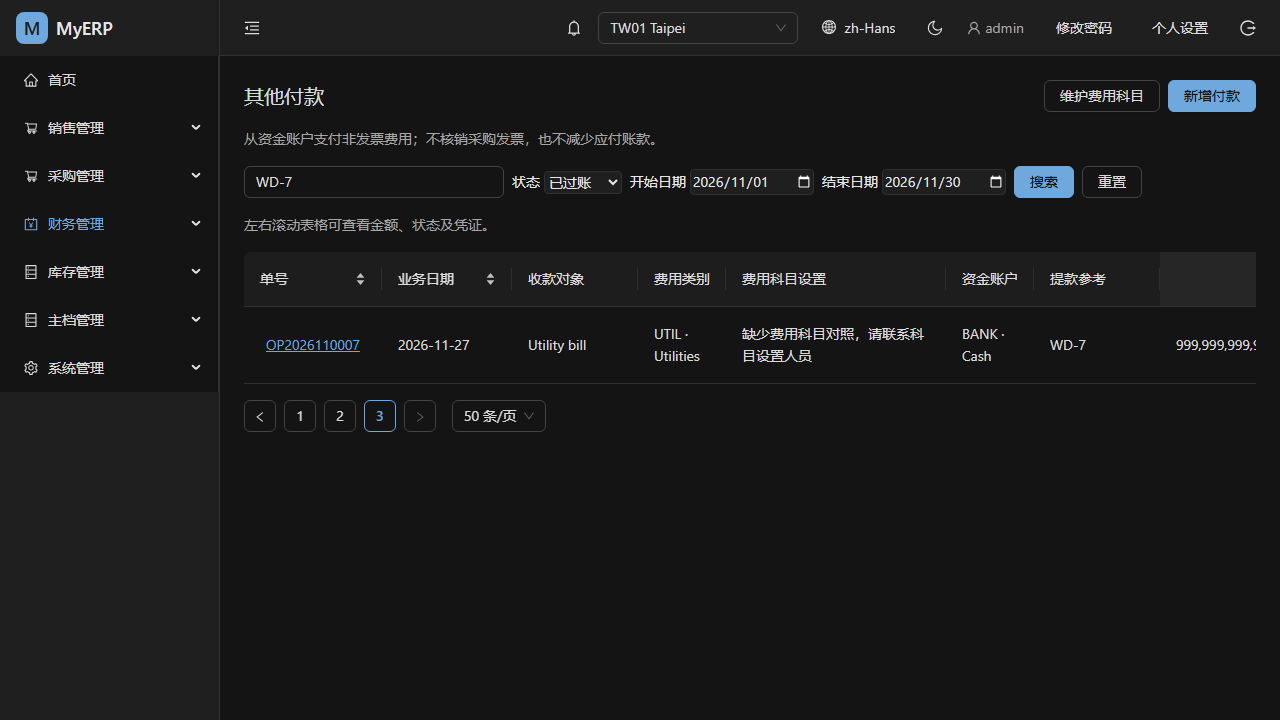 M MyERP
TW01 Taipei
zh-Hans
admin
修改密码
个人设置
首页
销售管理
采购管理
财务管理
库存管理
主档管理
系统管理
其他付款
维护费用科目
新增付款
从资金账户支付非发票费用；不核销采购发票，也不减少应付账款。
WD-7
状态 已过账
开始日期 2026/11/01
结束日期 2026/11/30
搜索
重置
左右滚动表格可查看金额、状态及凭证。
单号 业务日期 收款对象 费用类别 费用科目设置 资金账户 提款参考
OP2026110007 2026-11-27 Utility bill
UTIL ·
Utilities
缺少费用科目对照，请联系科
目设置人员
BANK ·
Cash
WD-7
999,999,999,
1 2 3
50 条/页